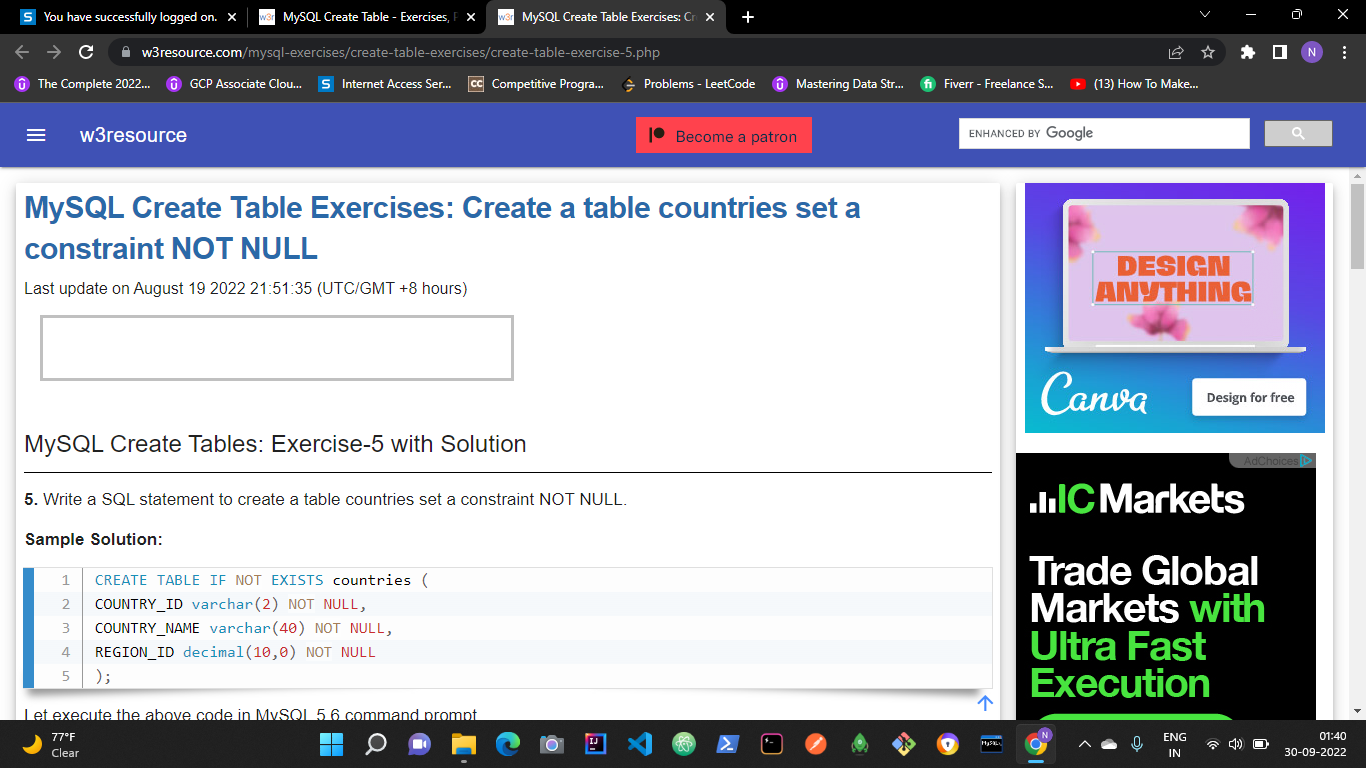 You have successfully logged on.
MySQL Create Table - Exercises, P
MySQL Create Table Exercises: Cr
w3resource.com/mysql-exercises/create-table-exercises/create-table-exercise-5.php
N
The Complete 2022...
GCP Associate Clou...
Internet Access Ser...
Competitive Progra...
Problems - LeetCode
Mastering Data Str...
Fiverr - Freelance S...
(13) How To Make...
w3resource
Become a patron
ENHANCED BY Google
MySQL Create Table Exercises: Create a table countries set a
constraint NOT NULL
Last update on August 19 2022 21:51:35 (UTC/GMT +8 hours)
MySQL Create Tables: Exercise-5 with Solution
5. Write a SQL statement to create a table countries set a constraint NOT NULL.
Sample Solution:
1 CREATE TABLE IF NOT EXISTS countries (
2 COUNTRY_ID varchar(2) NOT NULL,
3 COUNTRY_NAME varchar(40) NOT NULL,
4 REGION_ID decimal(10,0) NOT NULL
5 );
Let execute the above code in MySQL 5.6 command prompt
DESIGN
ANYTHING
Canva
Design for free
AdChoices
IC Markets
Trade Global
Markets with
Ultra Fast
Execution
77°F
Clear
ENG
IN
01:40
30-09-2022